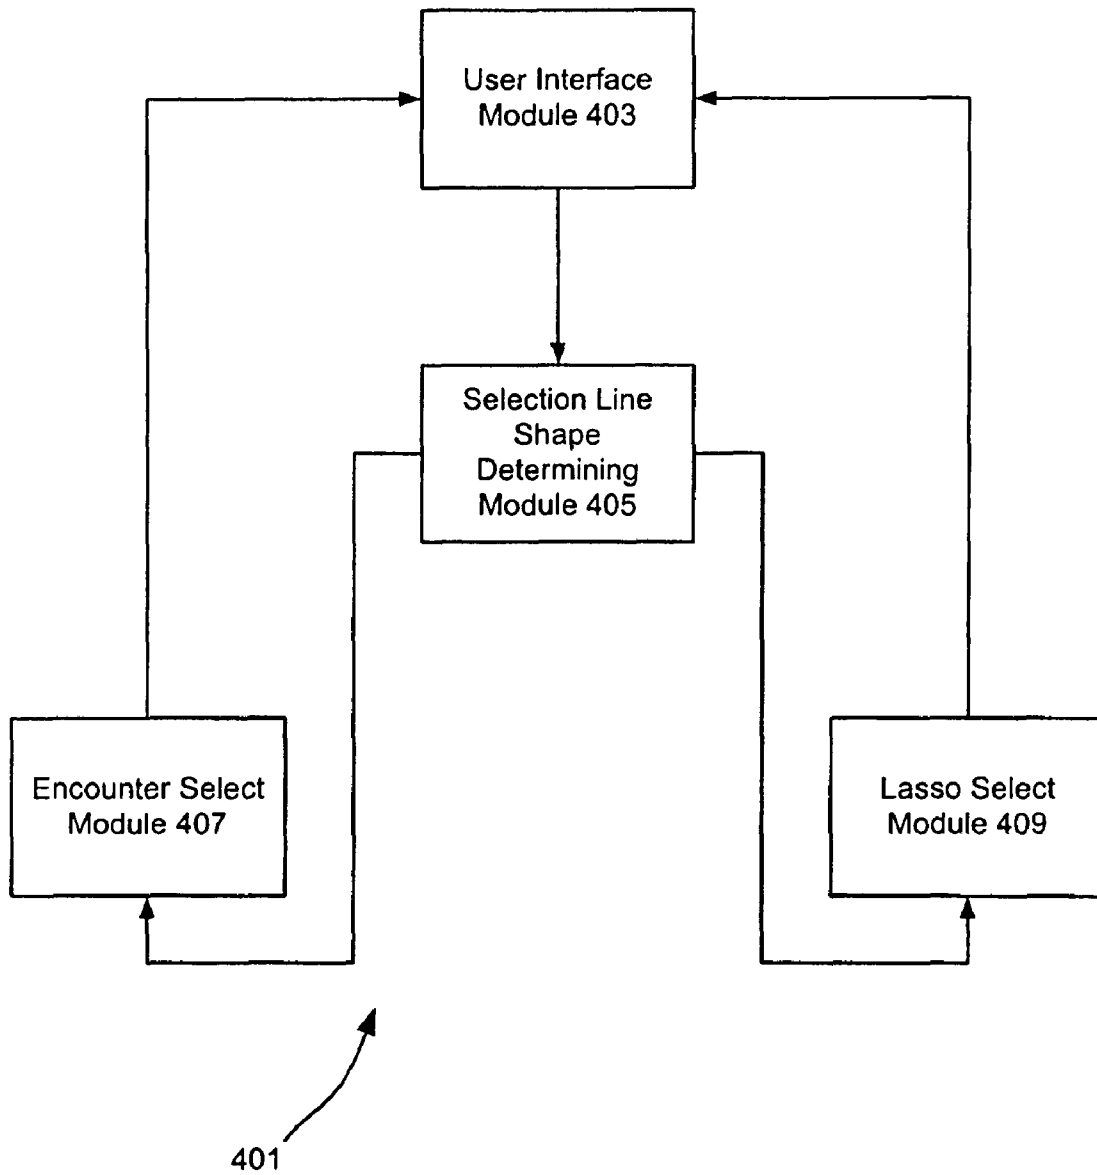 User Interface
Module 403
Selection Line
Shape
Determining
Module 405
Encounter Select
Module 407
Lasso Select
Module 409
401